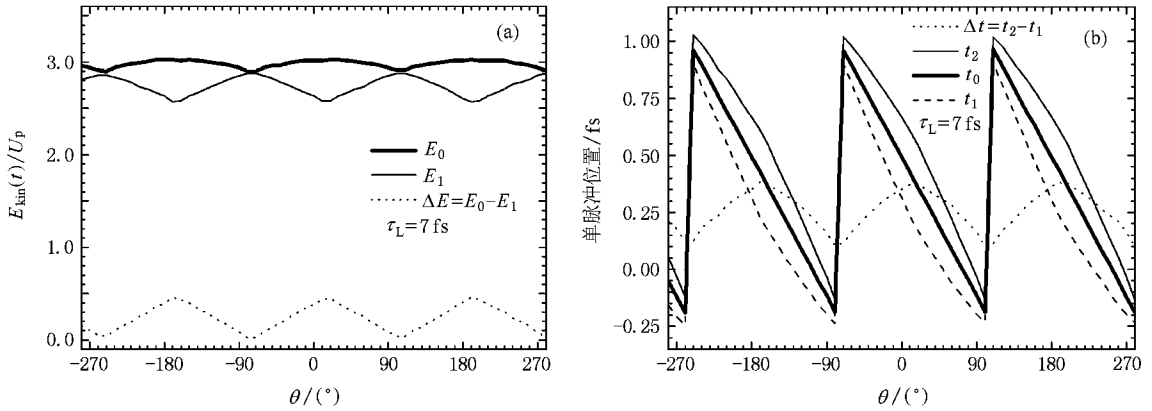 (a)
E_kin(t)/U_p
3.0
2.0
1.0
0.0
E_0
E_1
ΔE=E_0−E_1
τ_L=7 fs
−270 −180 −90 0 90 180 270
θ/(°)
(b)
单脉冲位置/fs
1.00
0.75
0.50
0.25
0.00
−0.25
Δt=t_2−t_1
t_2
t_0
t_1
τ_L=7 fs
−270 −180 −90 0 90 180 270
θ/(°)